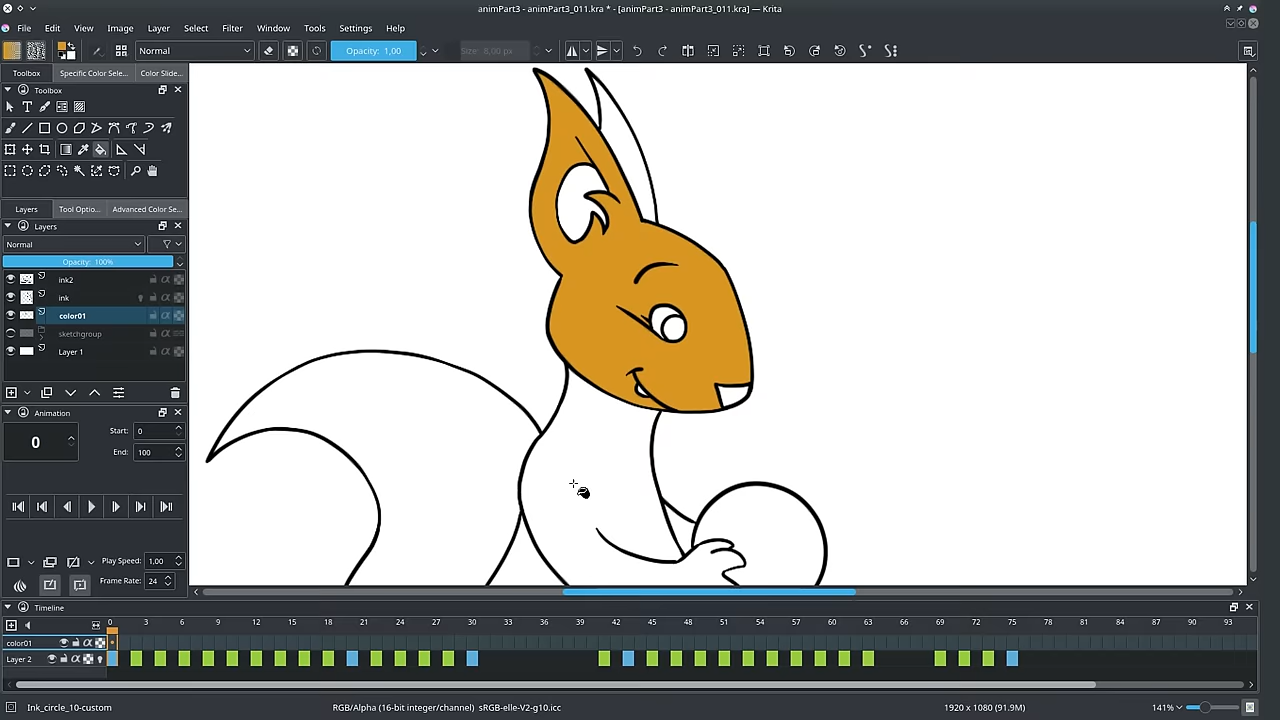 animPart3 - animPart3_011.kra * - [animPart3 - animPart3_011.kra] — Krita
File Edit View Image Layer Select Filter Window Tools Settings Help
Normal Opacity: 1,00 Size: 8,00 px
Toolbox Specific Color Sele... Color Slide...
Toolbox
Layers Tool Optio... Advanced Color Se...
Layers
Normal
Opacity: 100%
ink2
ink
color01
sketchgroup
Layer 1
Animation
0 Start: 0
End: 100
Play Speed: 1,00
Frame Rate: 24
Timeline
0 3 6 9 12 15 18 21 24 27 30 33 36 39 42 45 48 51 54 57 60 63 66 69 72 75 78 81 84 87 90 93
color01
Layer 2
Ink_circle_10-custom RGB/Alpha (16-bit integer/channel) sRGB-elle-V2-g10.icc 1920 x 1080 (91.9M) 141%